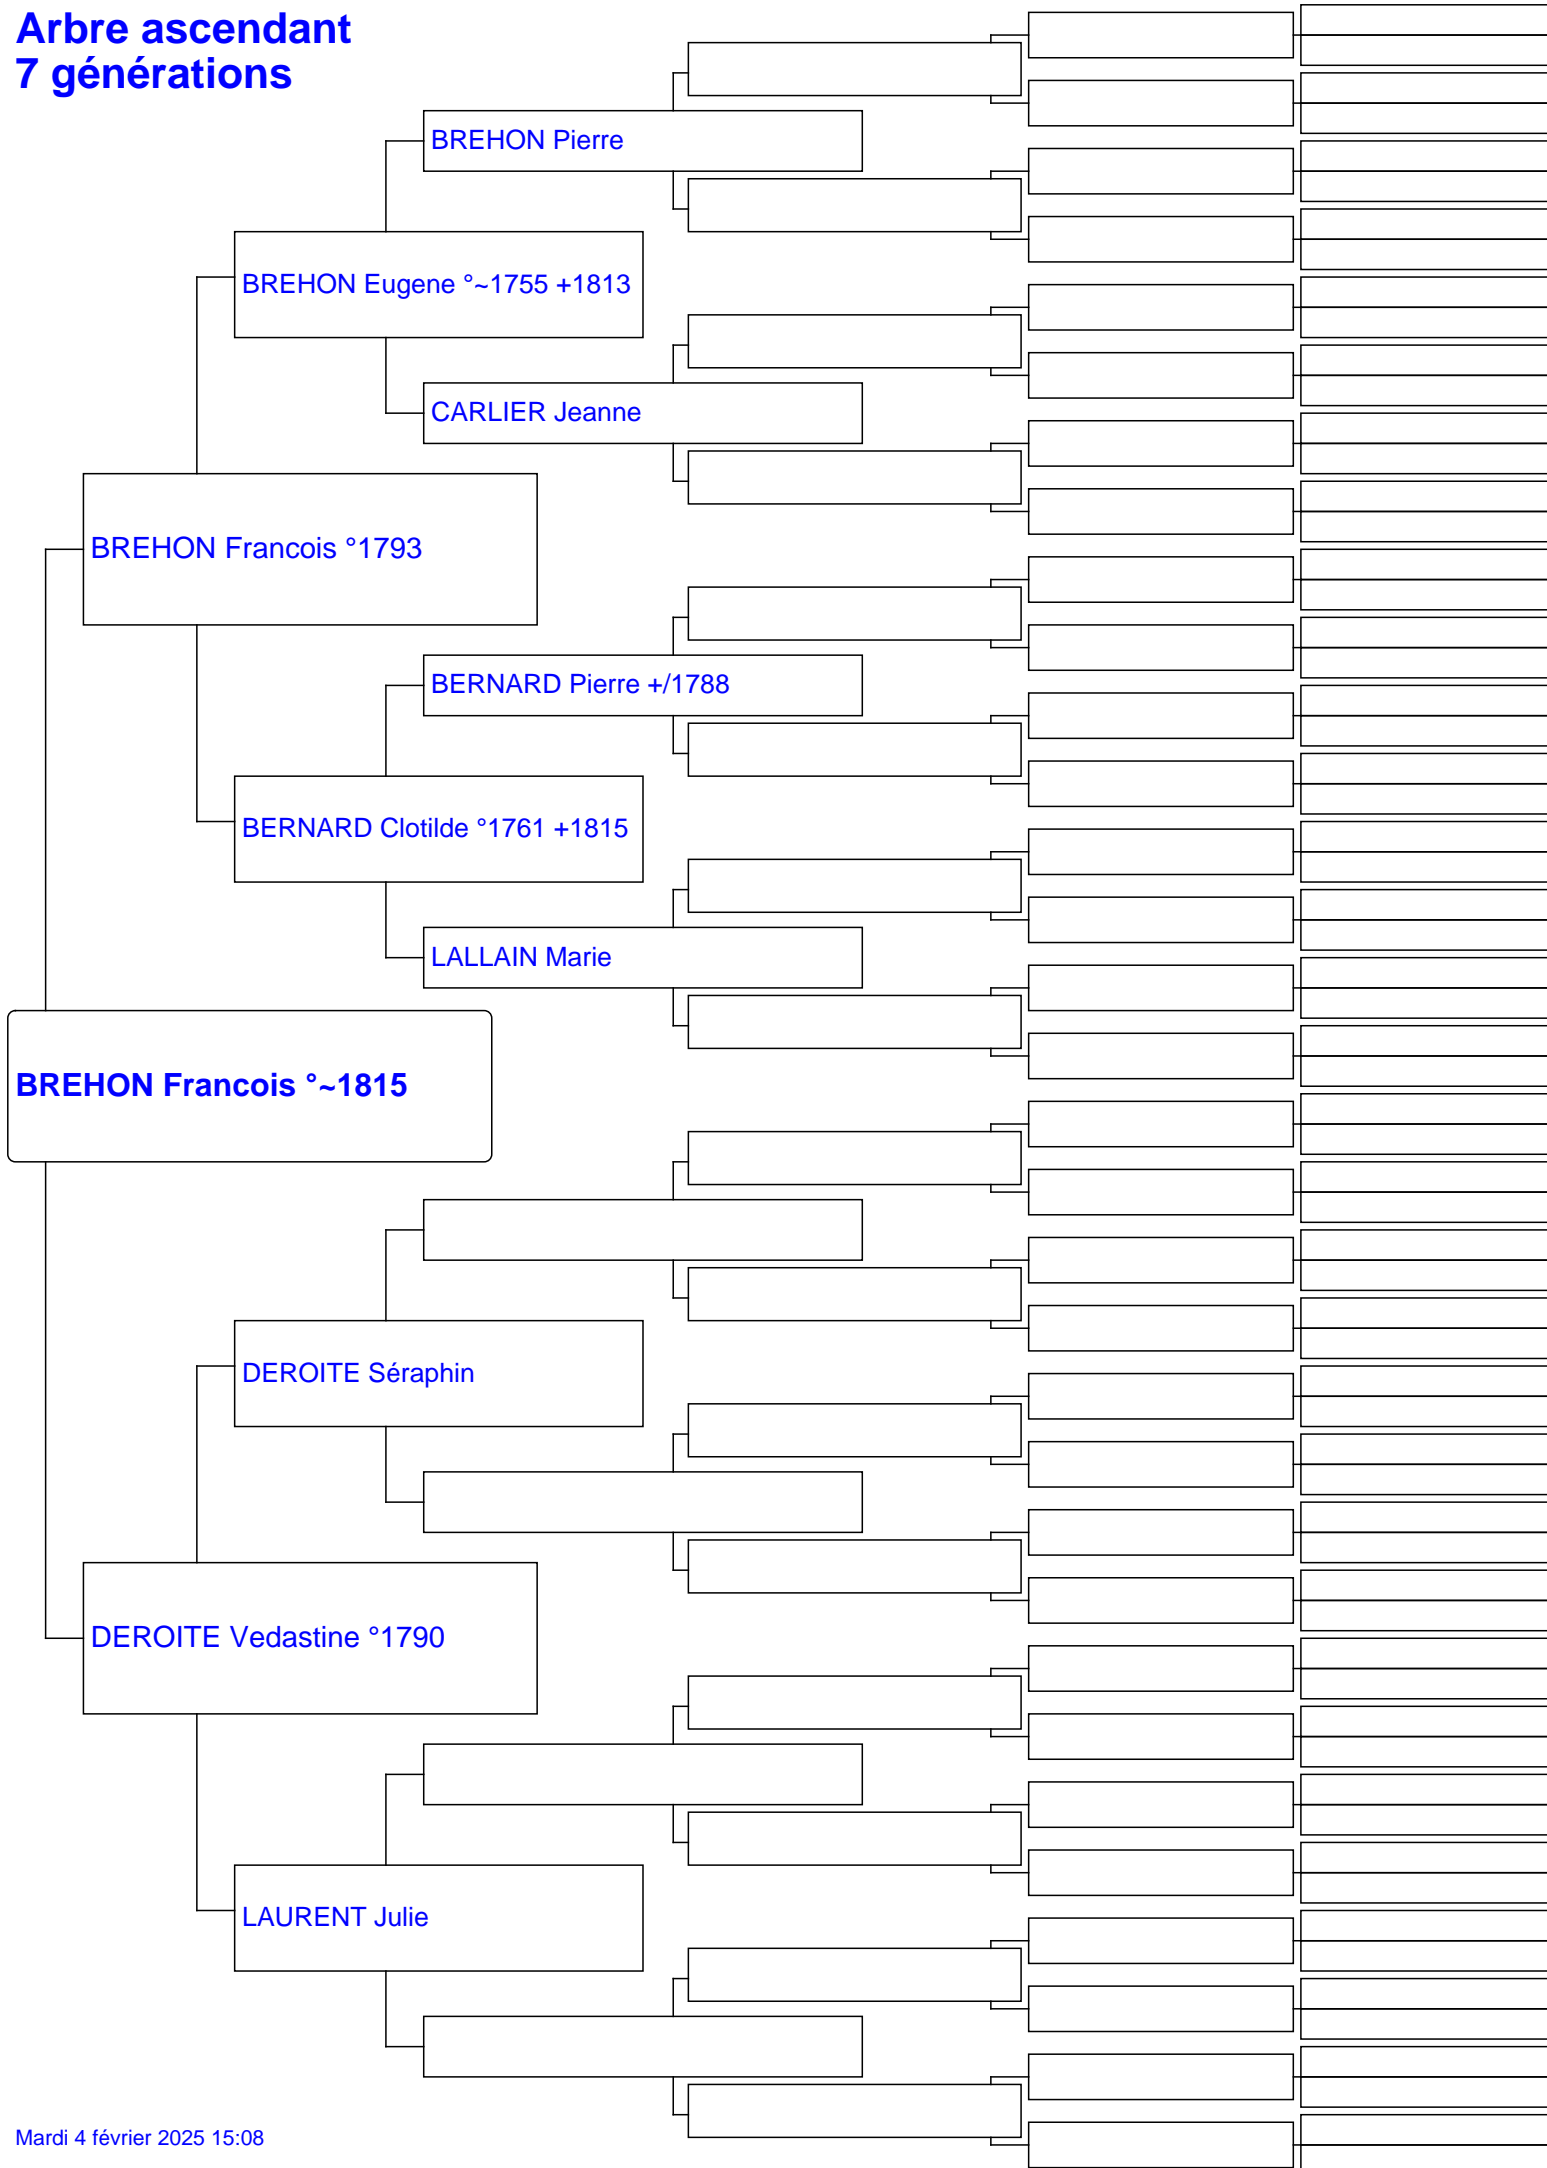 Arbre ascendant
7 générations
BREHON Pierre
BREHON Eugene °~1755 +1813
CARLIER Jeanne
BREHON Francois °1793
BERNARD Pierre +/1788
BERNARD Clotilde °1761 +1815
LALLAIN Marie
BREHON Francois °~1815
DEROITE Séraphin
DEROITE Vedastine °1790
LAURENT Julie
Mardi 4 février 2025 15:08